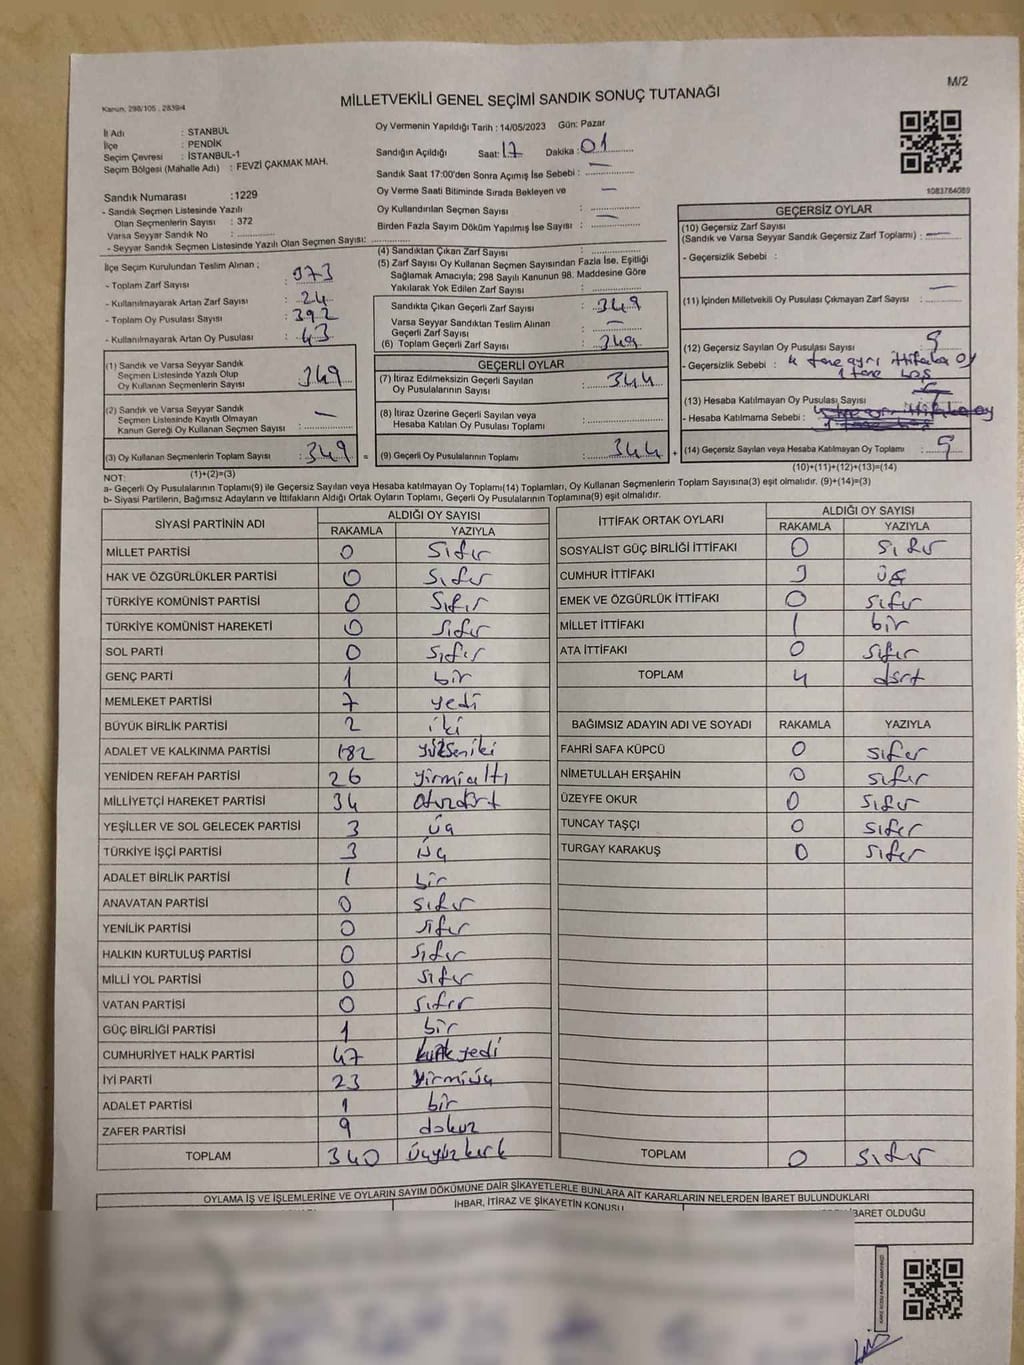 M/2
Kanun, 298/105 , 2839/4
MİLLETVEKİLİ GENEL SEÇİMİ SANDIK SONUÇ TUTANAĞI
İl Adı : STANBUL
İlçe : PENDİK
Seçim Çevresi : İSTANBUL-1
Seçim Bölgesi (Mahalle Adı) : FEVZİ ÇAKMAK MAH.
Sandık Numarası :1229
- Sandık Seçmen Listesinde Yazılı
Olan Seçmenlerin Sayısı : 372
Varsa Seyyar Sandık No :
- Seyyar Sandık Seçmen Listesinde Yazılı Olan Seçmen Sayısı:
Oy Vermenin Yapıldığı Tarih : 14/05/2023 Gün: Pazar
Sandığın Açıldığı Saat: 17 Dakika : 01
Sandık Saat 17:00'den Sonra Açımış İse Sebebi : —
Oy Verme Saati Bitiminde Sırada Bekleyen ve —
Oy Kullandırılan Seçmen Sayısı :
Birden Fazla Sayım Döküm Yapılmış İse Sayısı : —
1083784089
İlçe Seçim Kurulundan Teslim Alınan ;
- Toplam Zarf Sayısı : 373
- Kullanılmayarak Artan Zarf Sayısı : 24
- Toplam Oy Pusulası Sayısı : 392
- Kullanılmayarak Artan Oy Pusulası : 43
(1) Sandık ve Varsa Seyyar Sandık
Seçmen Listesinde Yazılı Olup
Oy Kullanan Seçmenlerin Sayısı : 349
(2) Sandık ve Varsa Seyyar Sandık
Seçmen Listesinde Kayıtlı Olmayan
Kanun Gereği Oy Kullanan Seçmen Sayısı : —
(3) Oy Kullanan Seçmenlerin Toplam Sayısı : 349 =
(1)+(2)=(3)
(4) Sandıktan Çıkan Zarf Sayısı :
(5) Zarf Sayısı Oy Kullanan Seçmen Sayısından Fazla İse, Eşitliği
Sağlamak Amacıyla; 298 Sayılı Kanunun 98. Maddesine Göre
Yakılarak Yok Edilen Zarf Sayısı :
Sandıkta Çıkan Geçerli Zarf Sayısı : 349
Varsa Seyyar Sandıktan Teslim Alınan
Geçerli Zarf Sayısı : —
(6) Toplam Geçerli Zarf Sayısı : 349
GEÇERLİ OYLAR
(7) İtiraz Edilmeksizin Geçerli Sayılan
Oy Pusulalarının Sayısı : 344
(8) İtiraz Üzerine Geçerli Sayılan veya
Hesaba Katılan Oy Pusulası Toplamı :
(9) Geçerli Oy Pusulalarının Toplamı : 344 +
GEÇERSİZ OYLAR
(10) Geçersiz Zarf Sayısı
(Sandık ve Varsa Seyyar Sandık Geçersiz Zarf Toplamı) : —
- Geçersizlik Sebebi :
(11) İçinden Milletvekili Oy Pusulası Çıkmayan Zarf Sayısı : —
(12) Geçersiz Sayılan Oy Pusulası Sayısı : 5
- Geçersizlik Sebebi : 4 tane ayrı ittifaka oy
1 tane boş
(13) Hesaba Katılmayan Oy Pusulası Sayısı :
- Hesaba Katılmama Sebebi :
(14) Geçersiz Sayılan veya Hesaba Katılmayan Oy Toplamı : 5
(10)+(11)+(12)+(13)=(14)
NOT:
a- Geçerli Oy Pusulalarının Toplamı(9) ile Geçersiz Sayılan veya Hesaba katılmayan Oy Toplamı(14) Toplamları, Oy Kullanan Seçmenlerin Toplam Sayısına(3) eşit olmalıdır. (9)+(14)=(3)
b- Siyasi Partilerin, Bağımsız Adayların ve İttifakların Aldığı Ortak Oyların Toplamı, Geçerli Oy Pusulalarının Toplamına(9) eşit olmalıdır.
SİYASİ PARTİNİN ADI ALDIĞI OY SAYISI
RAKAMLA YAZIYLA
MİLLET PARTİSİ 0 sıfır
HAK VE ÖZGÜRLÜKLER PARTİSİ 0 sıfır
TÜRKİYE KOMÜNİST PARTİSİ 0 sıfır
TÜRKİYE KOMÜNİST HAREKETİ 0 sıfır
SOL PARTİ 0 sıfır
GENÇ PARTİ 1 bir
MEMLEKET PARTİSİ 7 yedi
BÜYÜK BİRLİK PARTİSİ 2 iki
ADALET VE KALKINMA PARTİSİ 182 yüzseniki
YENİDEN REFAH PARTİSİ 26 yirmialtı
MİLLİYETÇİ HAREKET PARTİSİ 34 otuzdört
YEŞİLLER VE SOL GELECEK PARTİSİ 3 üç
TÜRKİYE İŞÇİ PARTİSİ 3 üç
ADALET BİRLİK PARTİSİ 1 bir
ANAVATAN PARTİSİ 0 sıfır
YENİLİK PARTİSİ 0 sıfır
HALKIN KURTULUŞ PARTİSİ 0 sıfır
MİLLİ YOL PARTİSİ 0 sıfır
VATAN PARTİSİ 0 sıfır
GÜÇ BİRLİĞİ PARTİSİ 1 bir
CUMHURİYET HALK PARTİSİ 47 kırkyedi
İYİ PARTİ 23 yirmiüç
ADALET PARTİSİ 1 bir
ZAFER PARTİSİ 9 dokuz
TOPLAM 340 üçyüzkırk
İTTİFAK ORTAK OYLARI ALDIĞI OY SAYISI
RAKAMLA YAZIYLA
SOSYALİST GÜÇ BİRLİĞİ İTTİFAKI 0 sıfır
CUMHUR İTTİFAKI 3 üç
EMEK VE ÖZGÜRLÜK İTTİFAKI 0 sıfır
MİLLET İTTİFAKI 1 bir
ATA İTTİFAKI 0 sıfır
TOPLAM 4 dört
BAĞIMSIZ ADAYIN ADI VE SOYADI RAKAMLA YAZIYLA
FAHRİ SAFA KÜPCÜ 0 sıfır
NİMETULLAH ERŞAHİN 0 sıfır
ÜZEYFE OKUR 0 sıfır
TUNCAY TAŞÇI 0 sıfır
TURGAY KARAKUŞ 0 sıfır
TOPLAM 0 sıfır
OYLAMA İŞ VE İŞLEMLERİNE VE OYLARIN SAYIM DÖKÜMÜNE DAİR ŞİKAYETLERLE BUNLARA AİT KARARLARIN NELERDEN İBARET BULUNDUKLARI
İHBAR, İTİRAZ VE ŞİKAYETİN KONUSU
İBARET OLDUĞU